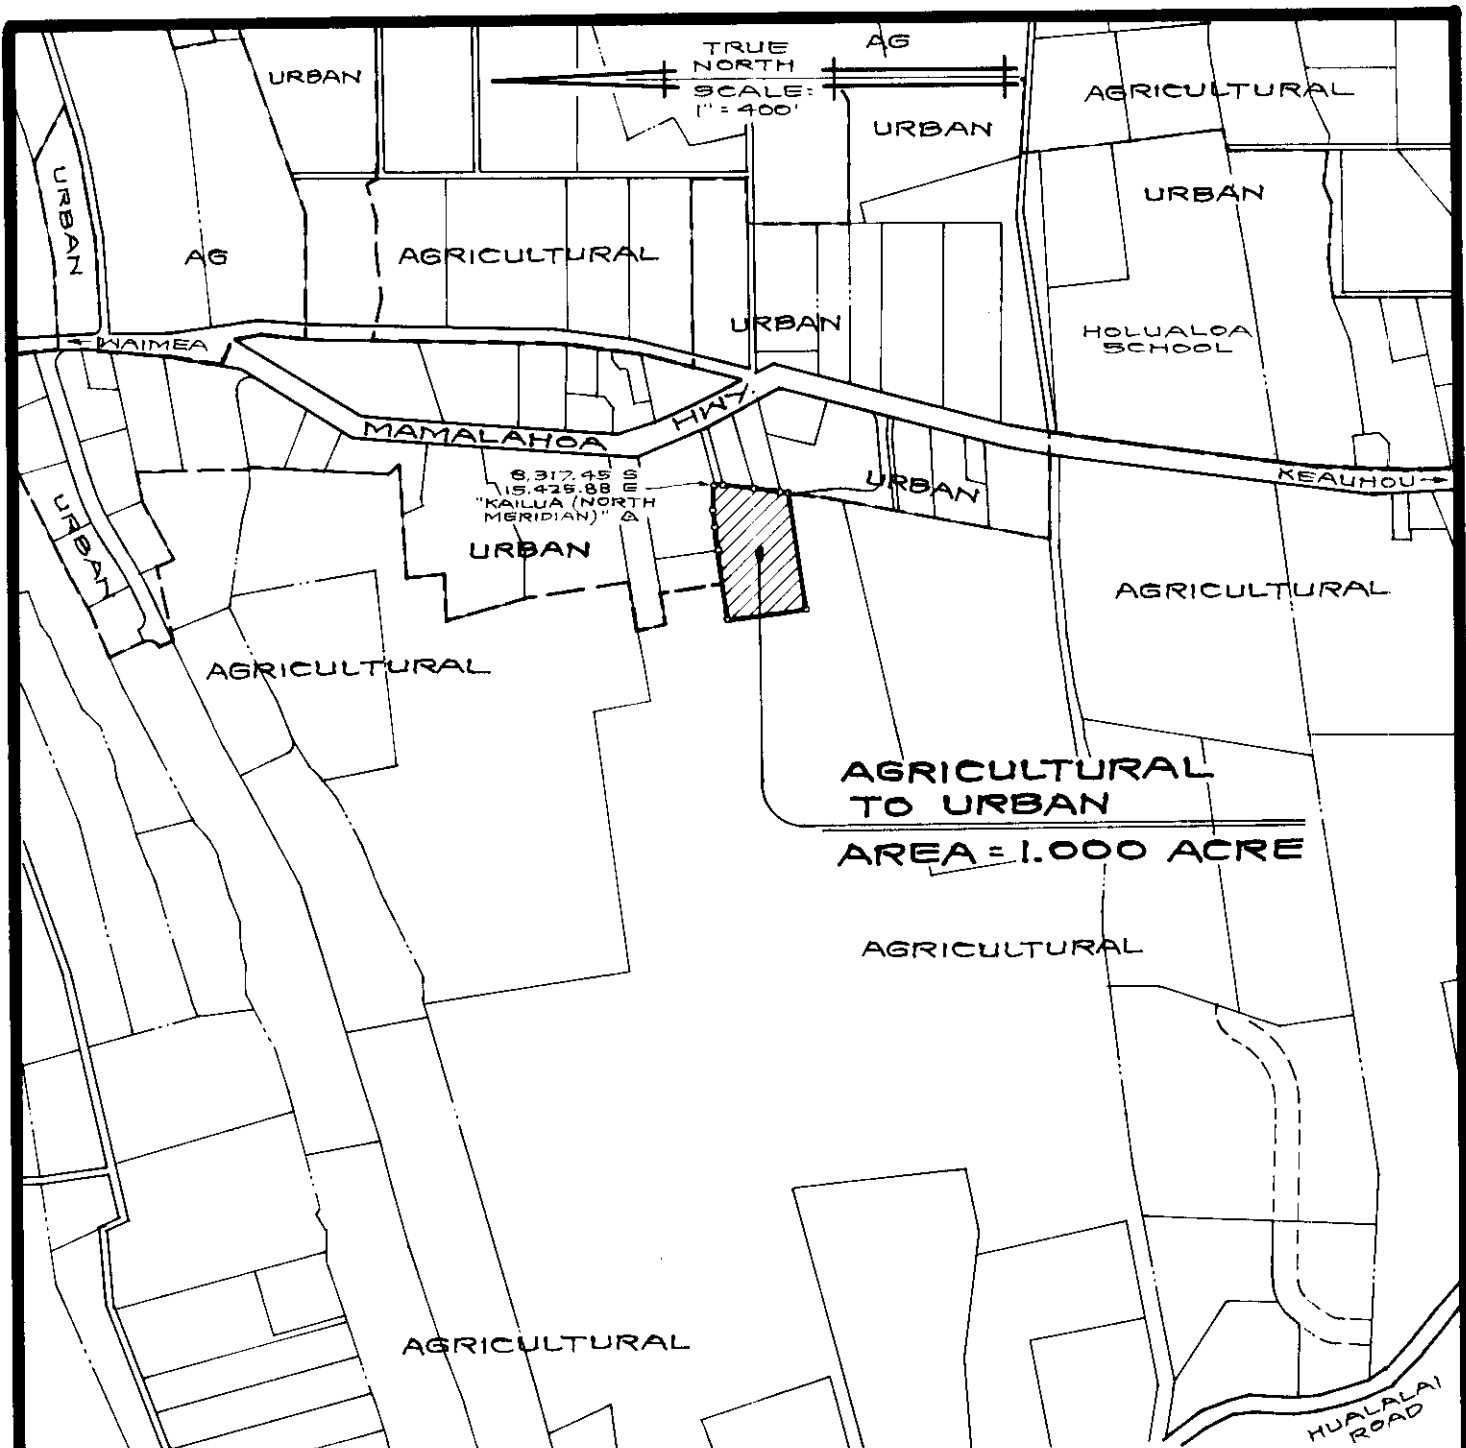 TRUE
NORTH
SCALE:
1" = 400'
AG
URBAN
AGRICULTURAL
URBAN
URBAN
URBAN
AG
AGRICULTURAL
URBAN
HOLUALOA
SCHOOL
← WAIMEA
MAMALAHOA HWY.
8,317.45 S
15,425.88 E
"KAILUA (NORTH
MERIDIAN)" △
URBAN
KEAUHOU →
URBAN
URBAN
AGRICULTURAL
AGRICULTURAL
AGRICULTURAL
TO URBAN
AREA = 1.000 ACRE
AGRICULTURAL
AGRICULTURAL
HUALALAI
ROAD